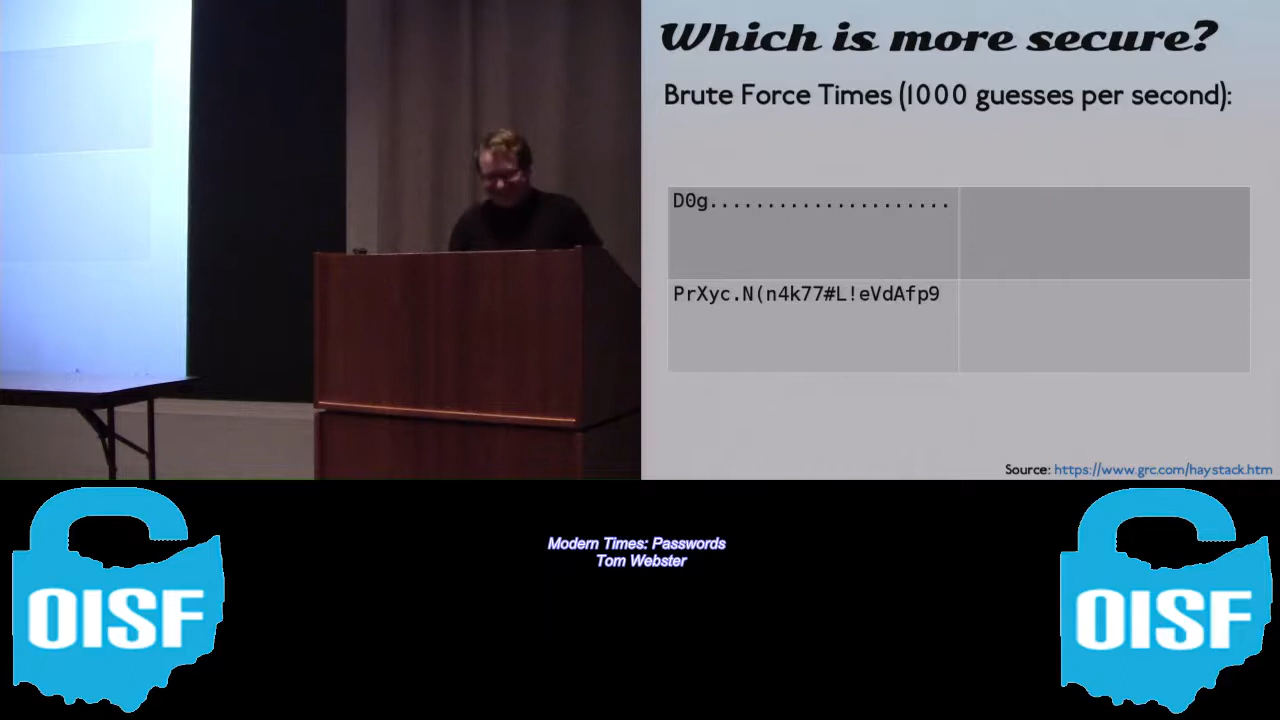 Which is more secure?
Brute Force Times (1000 guesses per second):
D0g.....................
PrXyc.N(n4k77#L!eVdAfp9
Source: https://www.grc.com/haystack.htm
Modern Times: Passwords
Tom Webster
OISF
OISF